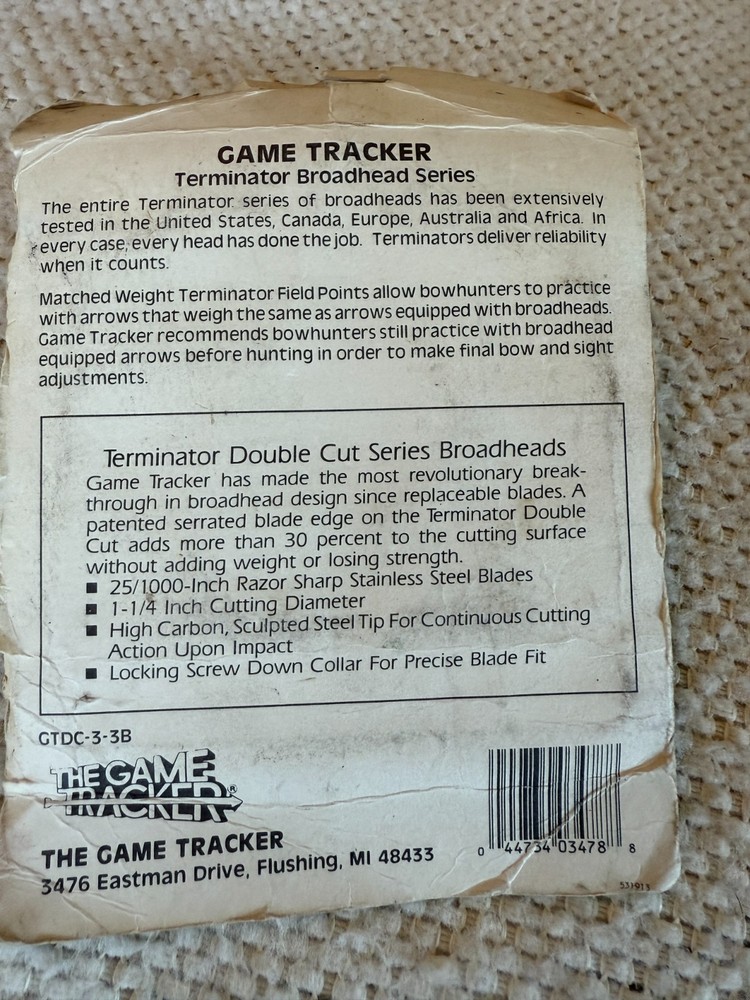 GAME TRACKER
Terminator Broadhead Series
The entire Terminator series of broadheads has been extensively
tested in the United States, Canada, Europe, Australia and Africa. In
every case, every head has done the job. Terminators deliver reliability
when it counts.
Matched Weight Terminator Field Points allow bowhunters to practice
with arrows that weigh the same as arrows equipped with broadheads.
Game Tracker recommends bowhunters still practice with broadhead
equipped arrows before hunting in order to make final bow and sight
adjustments.
Terminator Double Cut Series Broadheads
Game Tracker has made the most revolutionary break-
through in broadhead design since replaceable blades. A
patented serrated blade edge on the Terminator Double
Cut adds more than 30 percent to the cutting surface
without adding weight or losing strength.
■ 25/1000-Inch Razor Sharp Stainless Steel Blades
■ 1-1/4 Inch Cutting Diameter
■ High Carbon, Sculpted Steel Tip For Continuous Cutting
Action Upon Impact
■ Locking Screw Down Collar For Precise Blade Fit
GTDC-3-3B
THE GAME
TRACKER®
THE GAME TRACKER
3476 Eastman Drive, Flushing, MI 48433
0 44734 03478 8